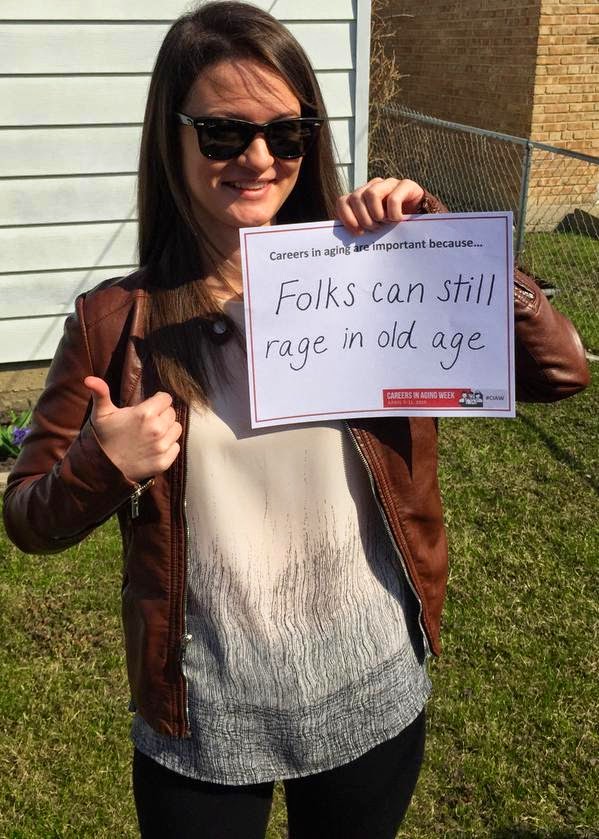 Careers in aging are important because...
Folks can still
rage in old age
CAREERS IN AGING WEEK
#CIAW